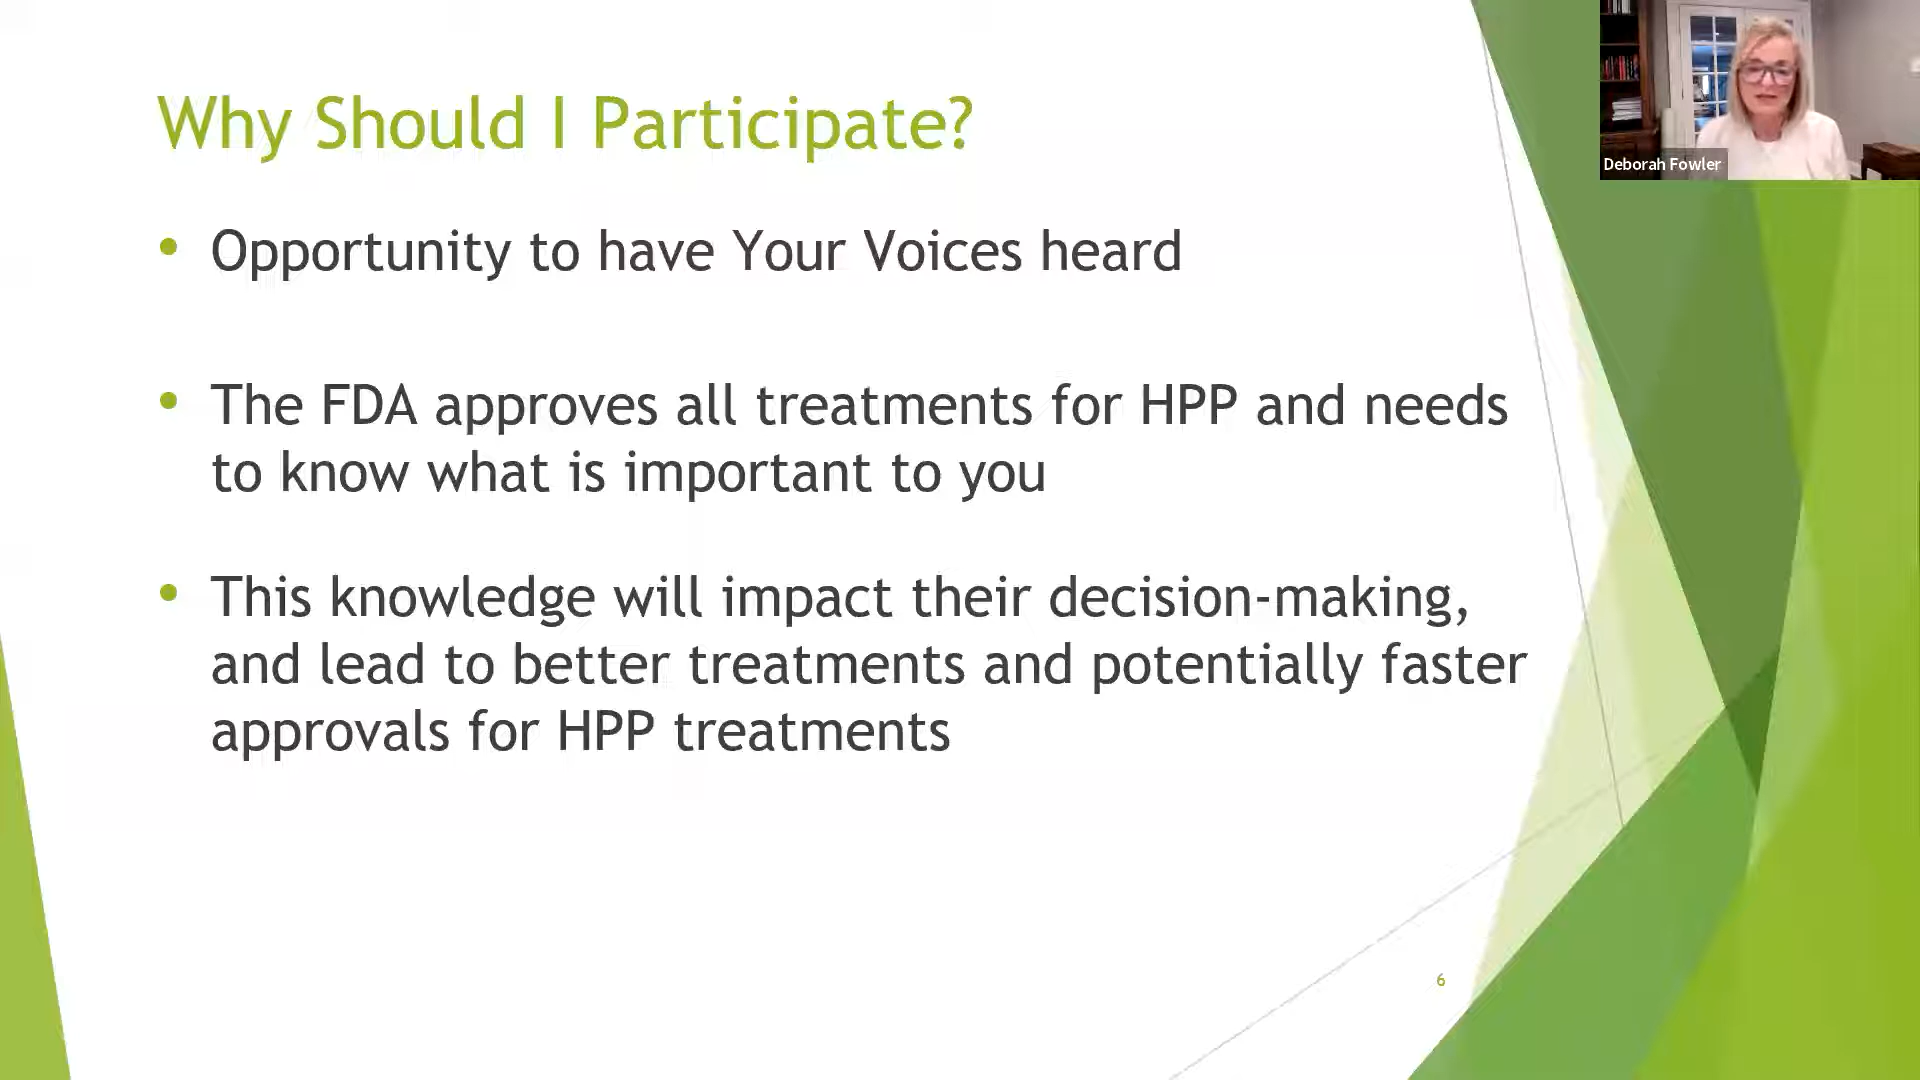 Why Should I Participate?
• Opportunity to have Your Voices heard
• The FDA approves all treatments for HPP and needs
to know what is important to you
• This knowledge will impact their decision-making,
and lead to better treatments and potentially faster
approvals for HPP treatments
Deborah Fowler
6